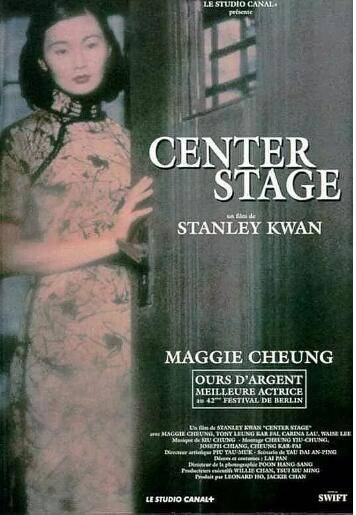 LE STUDIO CANAL+
présente
CENTER
STAGE
un film de
STANLEY KWAN
MAGGIE CHEUNG
OURS D'ARGENT
MEILLEURE ACTRICE
au 42ème FESTIVAL DE BERLIN
Un film de STANLEY KWAN "CENTER STAGE"
avec MAGGIE CHEUNG, TONY LEUNG KAR FAI, CARINA LAU, WAISE LEE
Musique de SIU CHUNG - Montage CHEUNG YIU-CHUNG,
JOSEPH CHIANG, CHEUNG KAR-FAI
Directeur artistique PIU YAU-MUK - Scénario de YAU DAI AN-PING
Décors et costumes : LAI PAN
Directeur de la photographie POON HANG-SANG
Producteurs exécutifs WILLIE CHAN, TSUI SIU MING
Produit par LEONARD HO, JACKIE CHAN
LE STUDIO CANAL+
SWIFT